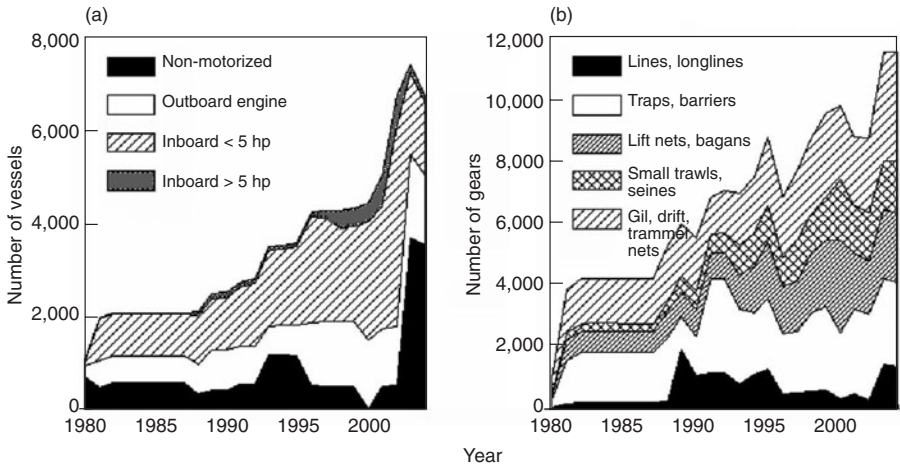 (a)
8,000
6,000
4,000
2,000
0
Number of vessels
Non-motorized
Outboard engine
Inboard < 5 hp
Inboard > 5 hp
1980 1985 1990 1995 2000
(b)
12,000
10,000
8,000
6,000
4,000
2,000
0
Number of gears
Lines, longlines
Traps, barriers
Lift nets, bagans
Small trawls,
seines
Gil, drift,
trammel
nets
1980 1985 1990 1995 2000
Year